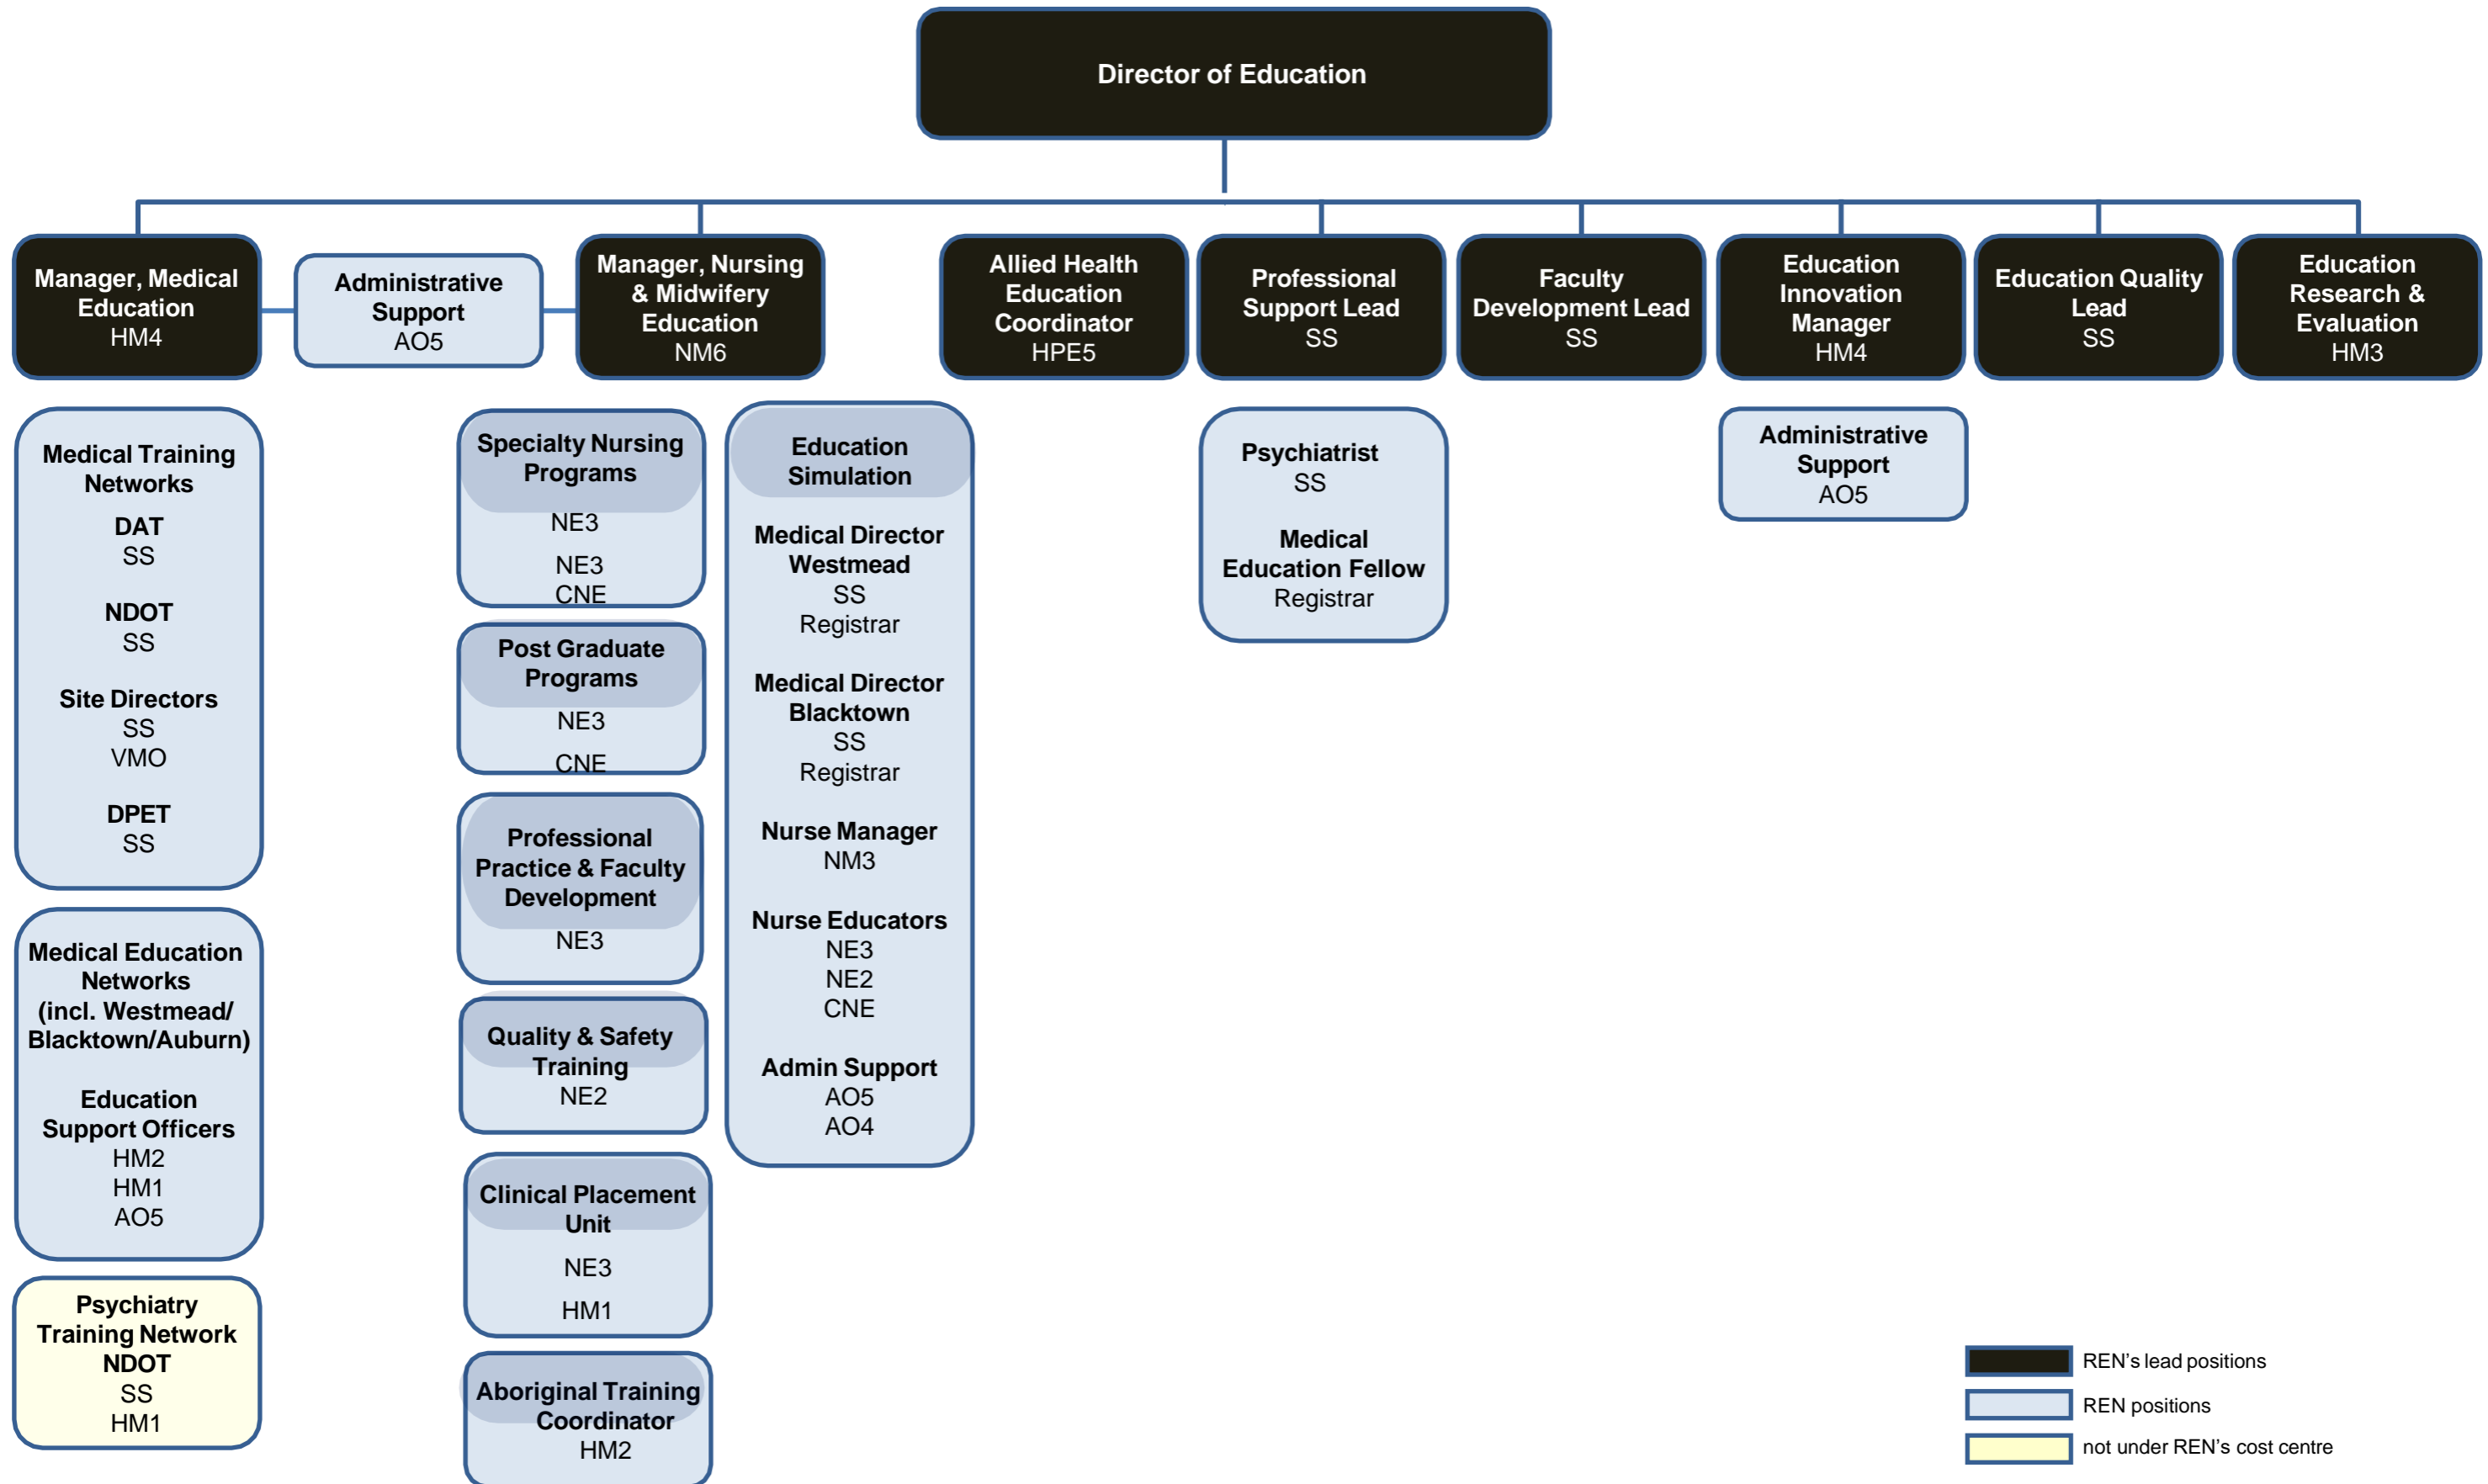 Director of Education
Manager, Medical
Education
HM4
Administrative
Support
AO5
Manager, Nursing
& Midwifery
Education
NM6
Allied Health
Education
Coordinator
HPE5
Professional
Support Lead
SS
Faculty
Development Lead
SS
Education
Innovation
Manager
HM4
Education Quality
Lead
SS
Education
Research &
Evaluation
HM3
Medical Training
Networks
DAT
SS
NDOT
SS
Site Directors
SS
VMO
DPET
SS
Medical Education
Networks
(incl. Westmead/
Blacktown/Auburn)
Education
Support Officers
HM2
HM1
AO5
Psychiatry
Training Network
NDOT
SS
HM1
Specialty Nursing
Programs
NE3
NE3
CNE
Post Graduate
Programs
NE3
CNE
Professional
Practice & Faculty
Development
NE3
Quality & Safety
Training
NE2
Clinical Placement
Unit
NE3
HM1
Aboriginal Training
Coordinator
HM2
Education
Simulation
Medical Director
Westmead
SS
Registrar
Medical Director
Blacktown
SS
Registrar
Nurse Manager
NM3
Nurse Educators
NE3
NE2
CNE
Admin Support
AO5
AO4
Psychiatrist
SS
Medical
Education Fellow
Registrar
Administrative
Support
AO5
REN's lead positions
REN positions
not under REN's cost centre